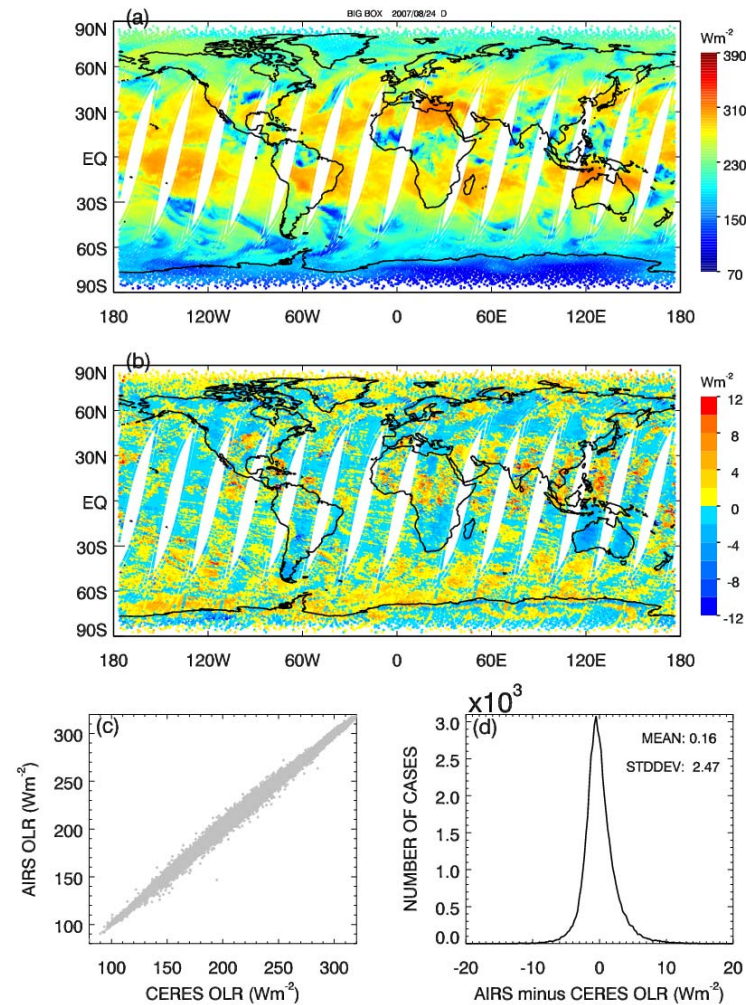 BIG BOX 2007/08/24 D
(a)
Wm-2
90N
60N
30N
EQ
30S
60S
90S
390
310
230
150
70
180 120W 60W 0 60E 120E 180
(b)
Wm-2
90N
60N
30N
EQ
30S
60S
90S
12
8
4
0
-4
-8
-12
180 120W 60W 0 60E 120E 180
(c)
AIRS OLR (Wm-2)
300
250
200
150
100
100 150 200 250 300
CERES OLR (Wm-2)
x10^3
(d)
MEAN: 0.16
STDDEV: 2.47
NUMBER OF CASES
3.0
2.5
2.0
1.5
1.0
0.5
0.0
-20 -10 0 10 20
AIRS minus CERES OLR (Wm-2)